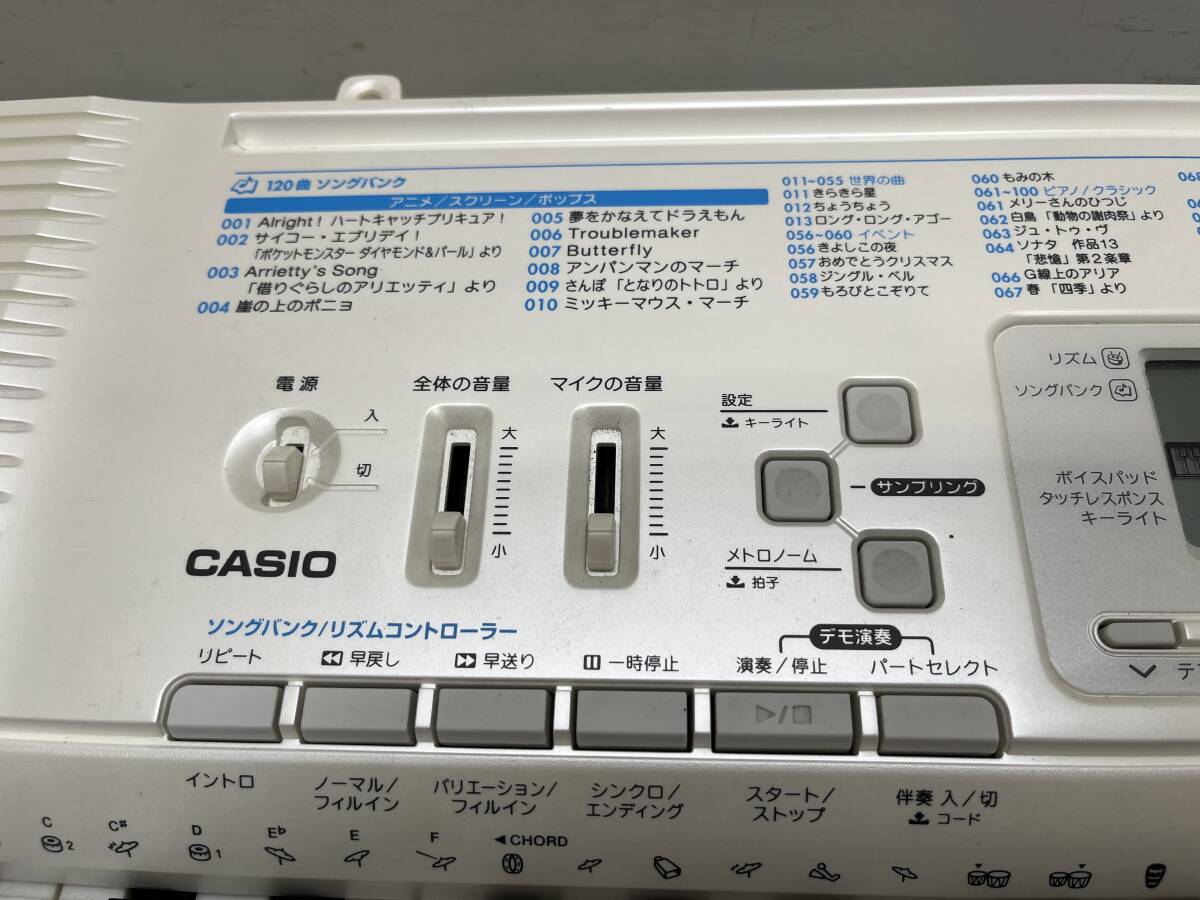 120曲 ソングバンク
アニメ/スクリーン/ポップス
001 Alright! ハートキャッチプリキュア!
002 サイコー・エブリデイ!
「ポケットモンスター ダイヤモンド&パール」より
003 Arrietty's Song
「借りぐらしのアリエッティ」より
004 崖の上のポニョ
005 夢をかなえてドラえもん
006 Troublemaker
007 Butterfly
008 アンパンマンのマーチ
009 さんぽ「となりのトトロ」より
010 ミッキーマウス・マーチ
011~055 世界の曲
011 きらきら星
012 ちょうちょう
013 ロング・ロング・アゴー
056~060 イベント
056 きよしこの夜
057 おめでとうクリスマス
058 ジングル・ベル
059 もろびとこぞりて
060 もみの木
061~100 ピアノ/クラシック
061 メリーさんのひつじ
062 白鳥「動物の謝肉祭」より
063 ジュ・トゥ・ヴ
064 ソナタ 作品13
「悲愴」第2楽章
066 G線上のアリア
067 春「四季」より
068
電源
入
切
全体の音量
大
小
マイクの音量
大
小
設定
キーライト
サンプリング
メトロノーム
拍子
リズム
ソングバンク
ボイスパッド
タッチレスポンス
キーライト
CASIO
ソングバンク/リズムコントローラー
デモ演奏
リピート
早戻し
早送り
一時停止
演奏/停止
パートセレクト
イントロ
ノーマル/
フィルイン
バリエーション/
フィルイン
シンクロ/
エンディング
スタート/
ストップ
伴奏 入/切
コード
C C# D E♭ E F ◀CHORD
2 1